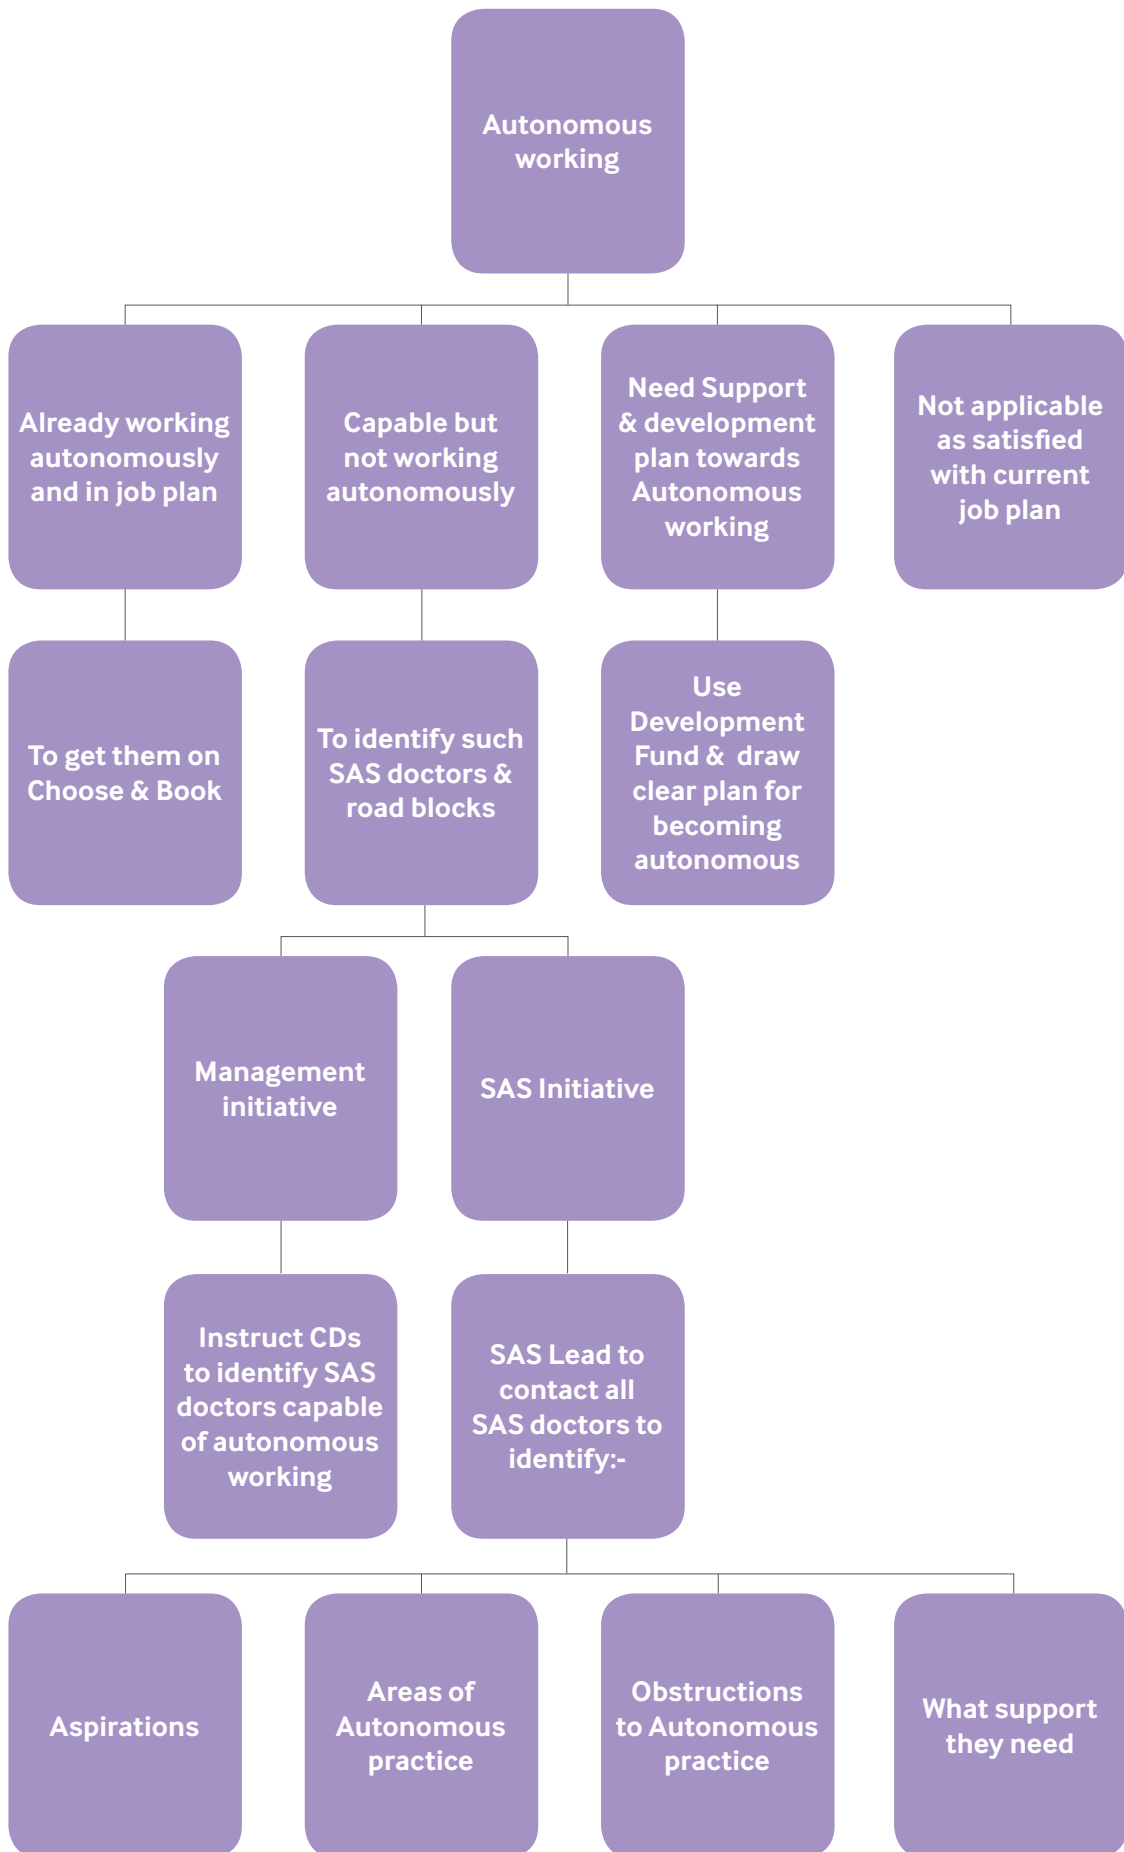 Autonomous
working
Already working
autonomously
and in job plan
Capable but
not working
autonomously
Need Support
& development
plan towards
Autonomous
working
Not applicable
as satisfied
with current
job plan
To get them on
Choose & Book
To identify such
SAS doctors &
road blocks
Use
Development
Fund & draw
clear plan for
becoming
autonomous
Management
initiative
SAS Initiative
Instruct CDs
to identify SAS
doctors capable
of autonomous
working
SAS Lead to
contact all
SAS doctors to
identify:-
Aspirations
Areas of
Autonomous
practice
Obstructions
to Autonomous
practice
What support
they need